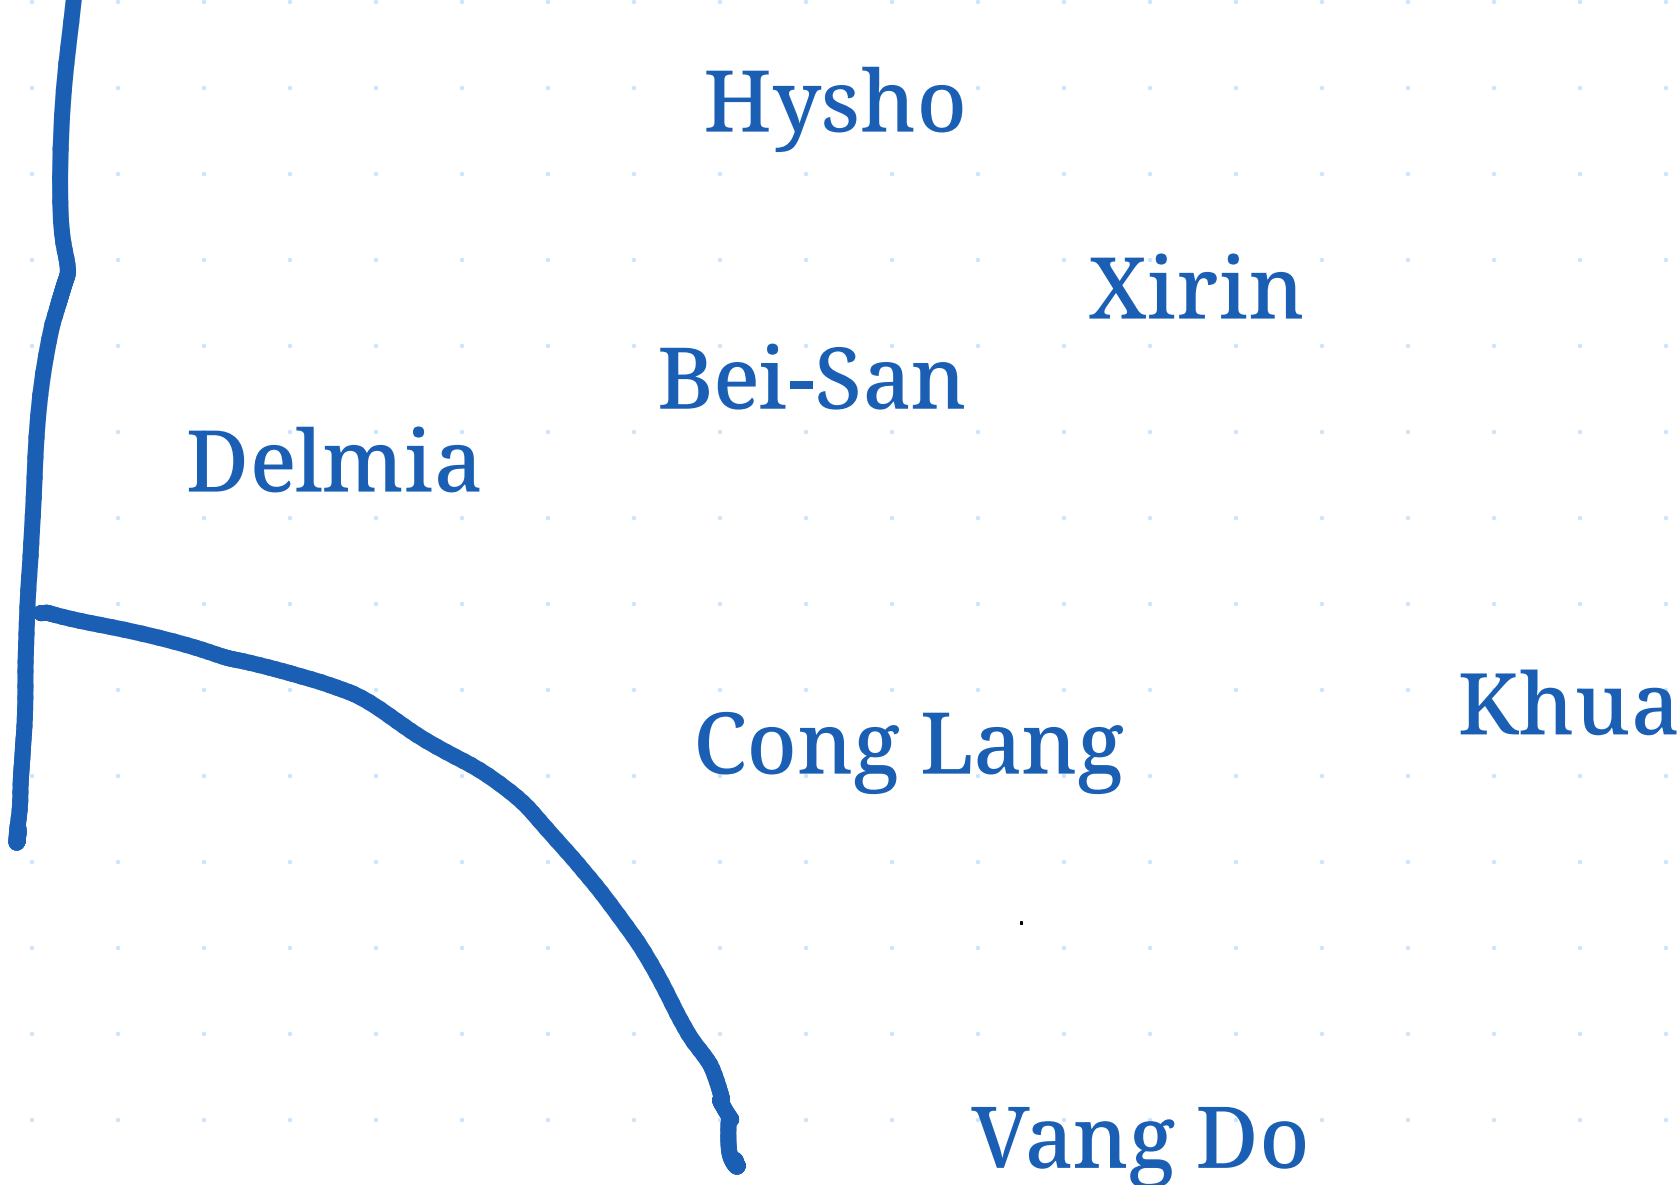 Hysho
Xirin
Bei-San
Delmia
Khua
Cong Lang
Vang Do